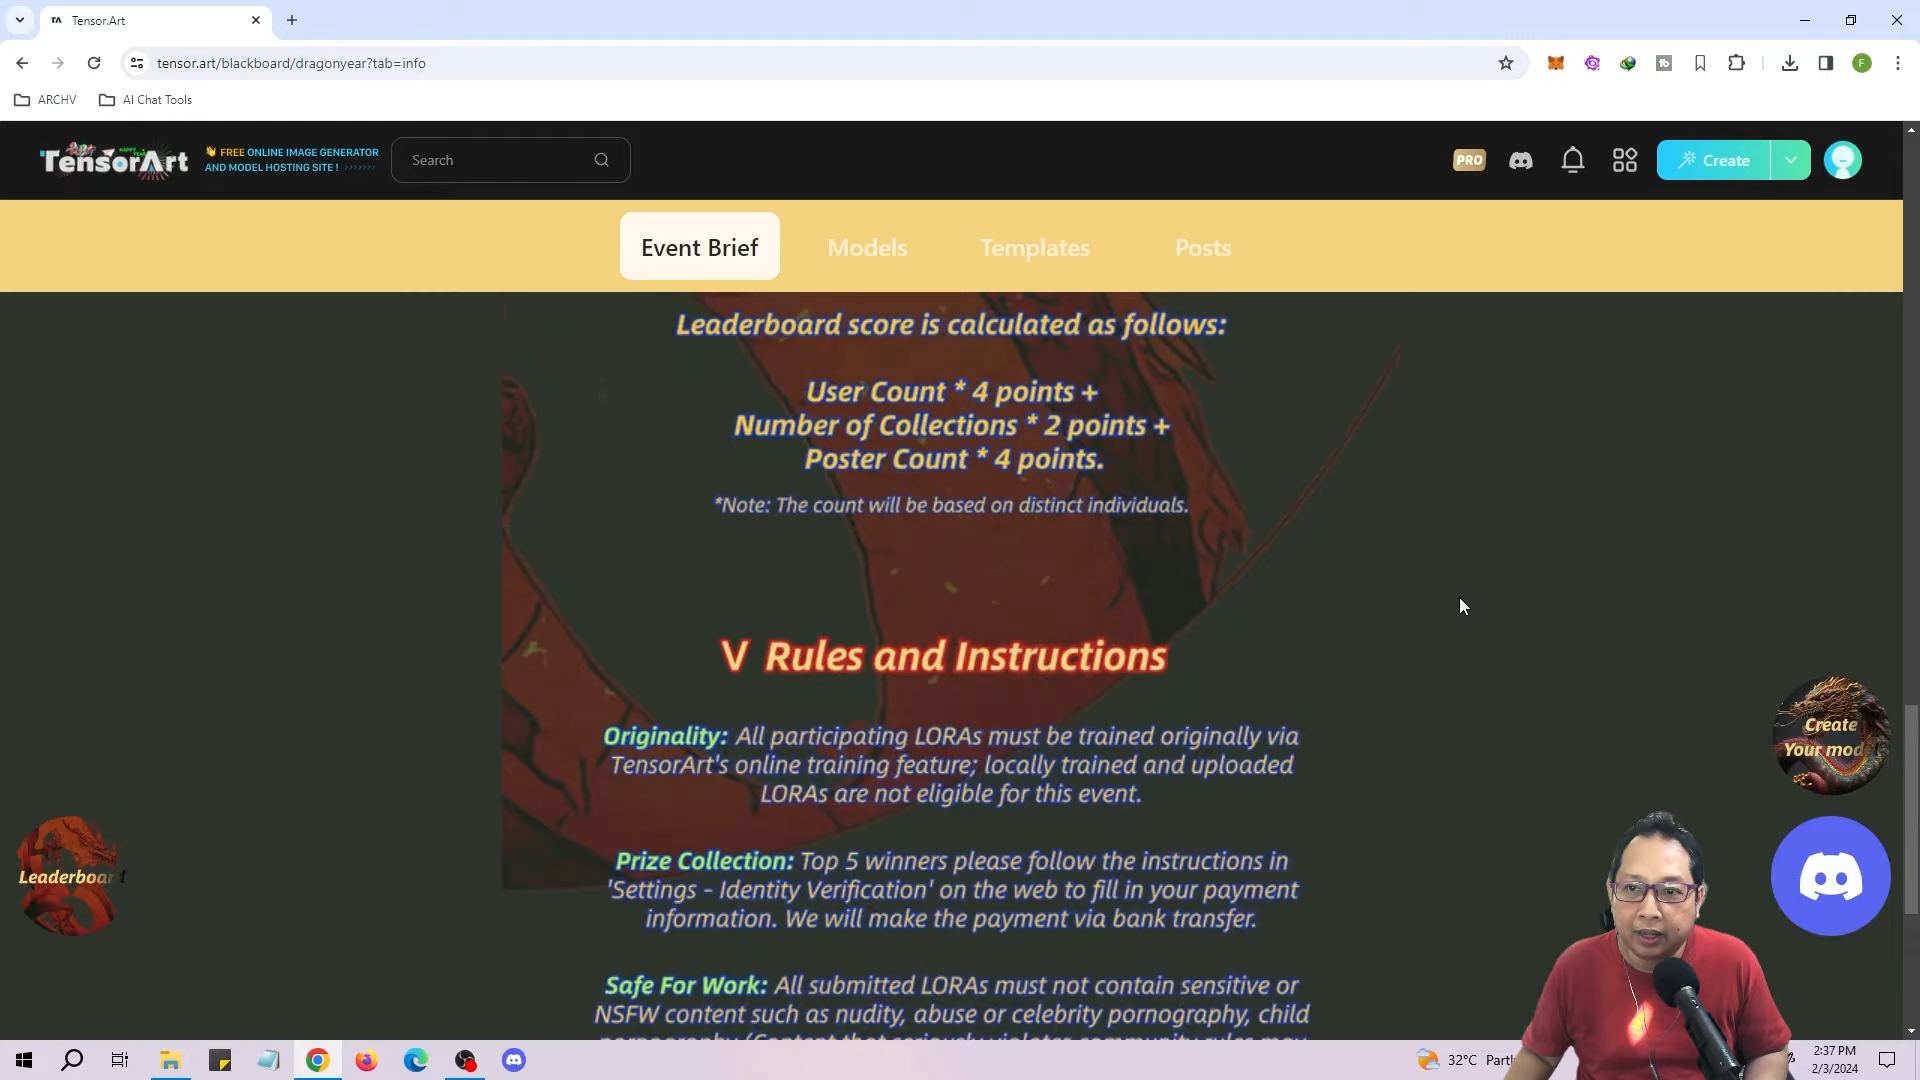 Tensor.Art
tensor.art/blackboard/dragonyear?tab=info
ARCHV
AI Chat Tools
TensorArt
FREE ONLINE IMAGE GENERATOR
AND MODEL HOSTING SITE !
Search
PRO
Create
Event Brief
Models
Templates
Posts
Leaderboard score is calculated as follows:
User Count * 4 points +
Number of Collections * 2 points +
Poster Count * 4 points.
*Note: The count will be based on distinct individuals.
V Rules and Instructions
Originality: All participating LORAs must be trained originally via
TensorArt's online training feature; locally trained and uploaded
LORAs are not eligible for this event.
Create
Your mod
Leaderboar
Prize Collection: Top 5 winners please follow the instructions in
'Settings - Identity Verification' on the web to fill in your payment
information. We will make the payment via bank transfer.
Safe For Work: All submitted LORAs must not contain sensitive or
NSFW content such as nudity, abuse or celebrity pornography, child
32°C
2:37 PM
2/3/2024